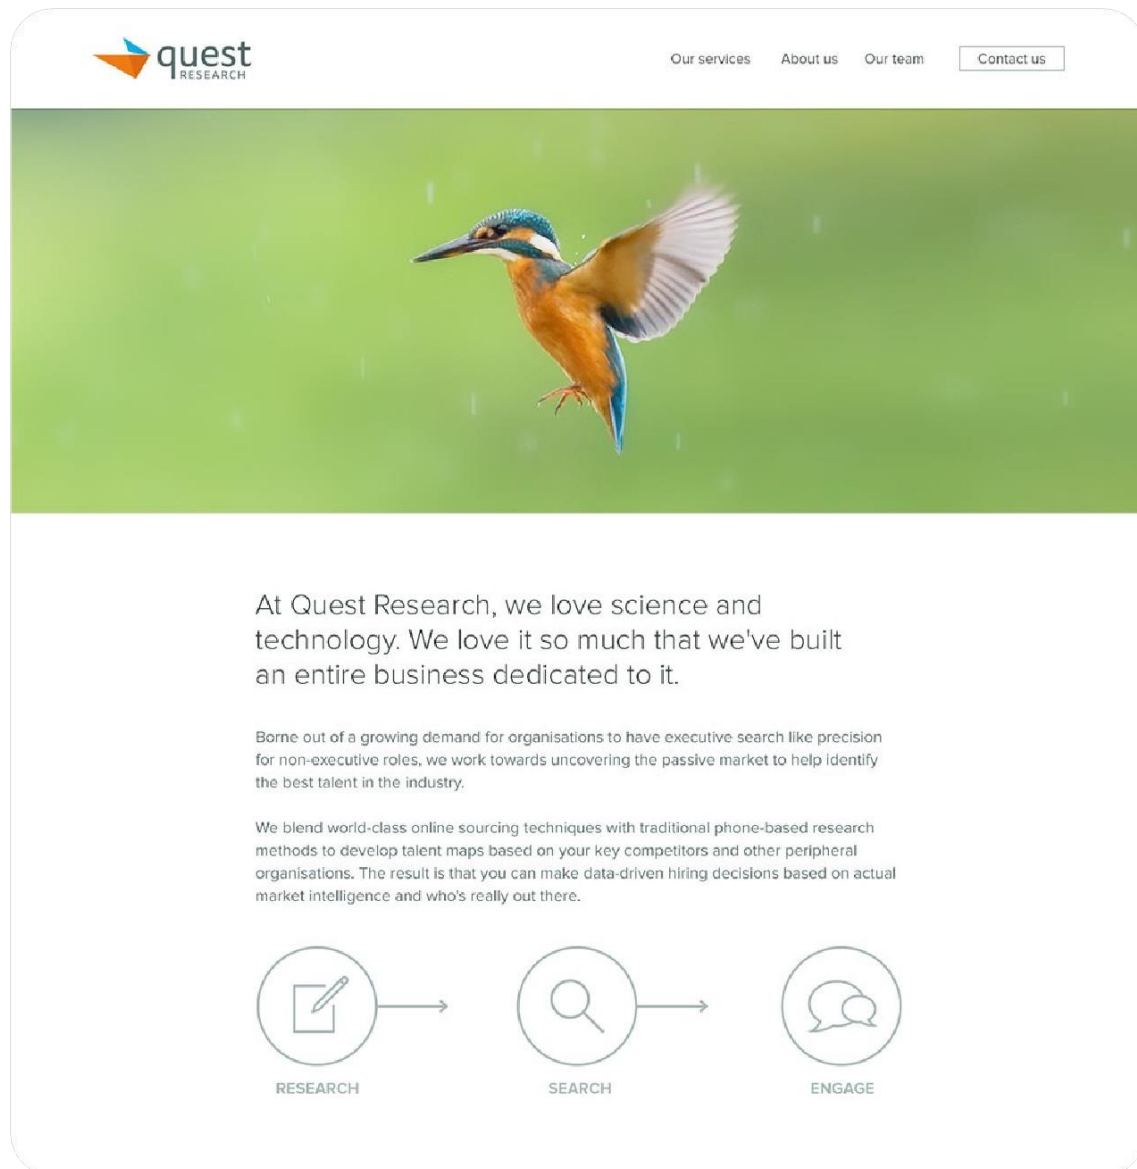 quest
RESEARCH
Our services About us Our team Contact us
At Quest Research, we love science and
technology. We love it so much that we've built
an entire business dedicated to it.
Borne out of a growing demand for organisations to have executive search like precision
for non-executive roles, we work towards uncovering the passive market to help identify
the best talent in the industry.
We blend world-class online sourcing techniques with traditional phone-based research
methods to develop talent maps based on your key competitors and other peripheral
organisations. The result is that you can make data-driven hiring decisions based on actual
market intelligence and who's really out there.
RESEARCH SEARCH ENGAGE